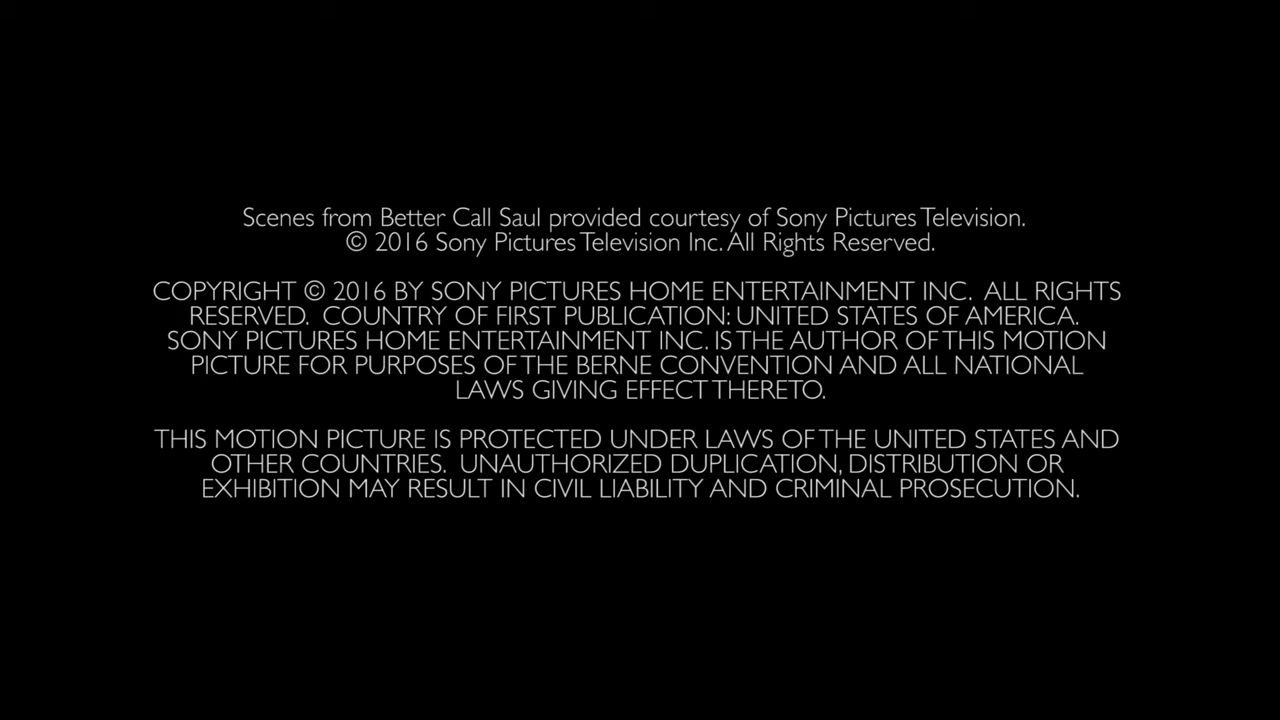 Scenes from Better Call Saul provided courtesy of Sony Pictures Television.
© 2016 Sony Pictures Television Inc. All Rights Reserved.
COPYRIGHT © 2016 BY SONY PICTURES HOME ENTERTAINMENT INC. ALL RIGHTS
RESERVED. COUNTRY OF FIRST PUBLICATION: UNITED STATES OF AMERICA.
SONY PICTURES HOME ENTERTAINMENT INC. IS THE AUTHOR OF THIS MOTION
PICTURE FOR PURPOSES OF THE BERNE CONVENTION AND ALL NATIONAL
LAWS GIVING EFFECT THERETO.
THIS MOTION PICTURE IS PROTECTED UNDER LAWS OF THE UNITED STATES AND
OTHER COUNTRIES. UNAUTHORIZED DUPLICATION, DISTRIBUTION OR
EXHIBITION MAY RESULT IN CIVIL LIABILITY AND CRIMINAL PROSECUTION.